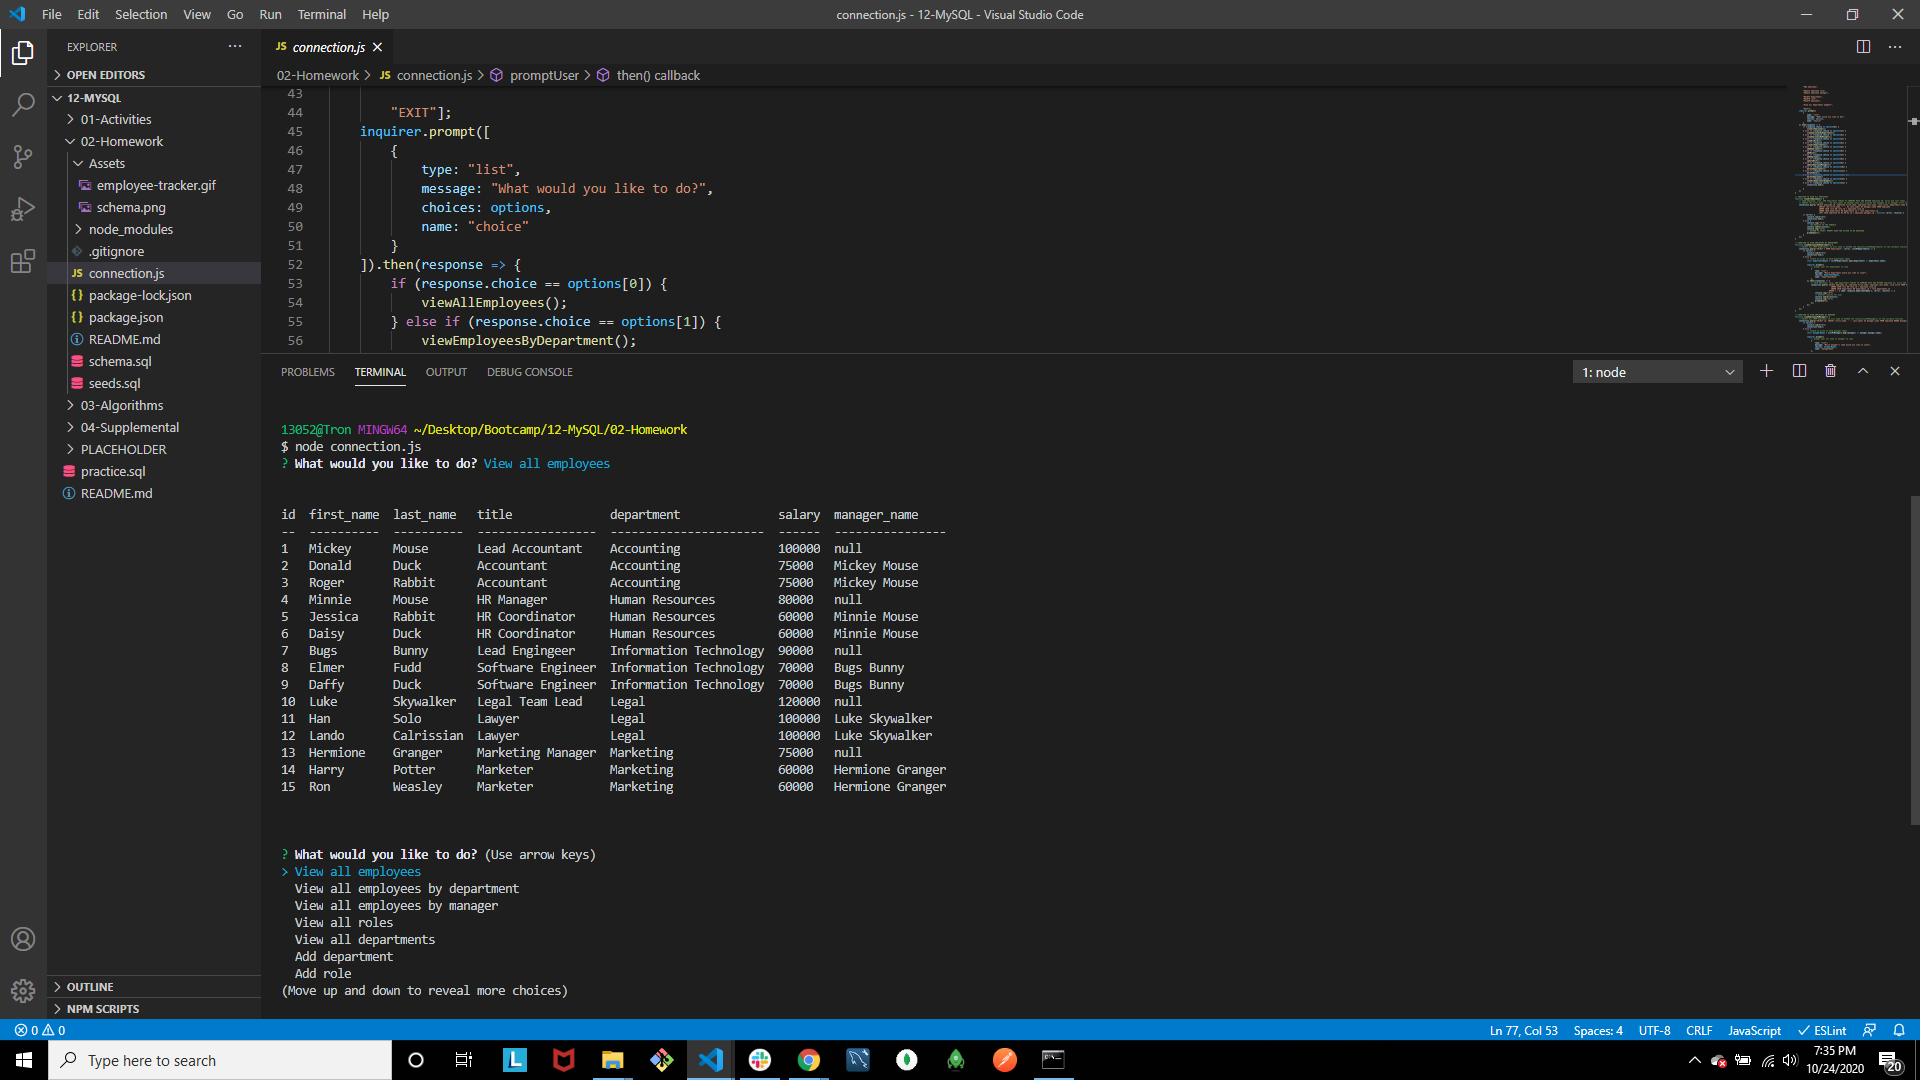 File Edit Selection View Go Run Terminal Help
connection.js - 12-MySQL - Visual Studio Code
EXPLORER
OPEN EDITORS
12-MYSQL
01-Activities
02-Homework
Assets
employee-tracker.gif
schema.png
node_modules
.gitignore
JS connection.js
{} package-lock.json
{} package.json
README.md
schema.sql
seeds.sql
03-Algorithms
04-Supplemental
PLACEHOLDER
practice.sql
README.md
OUTLINE
NPM SCRIPTS
JS connection.js
02-Homework > JS connection.js > promptUser > then() callback
43
44 "EXIT"];
45 inquirer.prompt([
46 {
47 type: "list",
48 message: "What would you like to do?",
49 choices: options,
50 name: "choice"
51 }
52 ]).then(response => {
53 if (response.choice == options[0]) {
54 viewAllEmployees();
55 } else if (response.choice == options[1]) {
56 viewEmployeesByDepartment();
PROBLEMS TERMINAL OUTPUT DEBUG CONSOLE
1: node
13052@Tron MINGW64 ~/Desktop/Bootcamp/12-MySQL/02-Homework
$ node connection.js
? What would you like to do? View all employees
id first_name last_name title department salary manager_name
-- ---------- ---------- ----------------- ---------------------- ------ ----------------
1 Mickey Mouse Lead Accountant Accounting 100000 null
2 Donald Duck Accountant Accounting 75000 Mickey Mouse
3 Roger Rabbit Accountant Accounting 75000 Mickey Mouse
4 Minnie Mouse HR Manager Human Resources 80000 null
5 Jessica Rabbit HR Coordinator Human Resources 60000 Minnie Mouse
6 Daisy Duck HR Coordinator Human Resources 60000 Minnie Mouse
7 Bugs Bunny Lead Engingeer Information Technology 90000 null
8 Elmer Fudd Software Engineer Information Technology 70000 Bugs Bunny
9 Daffy Duck Software Engineer Information Technology 70000 Bugs Bunny
10 Luke Skywalker Legal Team Lead Legal 120000 null
11 Han Solo Lawyer Legal 100000 Luke Skywalker
12 Lando Calrissian Lawyer Legal 100000 Luke Skywalker
13 Hermione Granger Marketing Manager Marketing 75000 null
14 Harry Potter Marketer Marketing 60000 Hermione Granger
15 Ron Weasley Marketer Marketing 60000 Hermione Granger
? What would you like to do? (Use arrow keys)
> View all employees
View all employees by department
View all employees by manager
View all roles
View all departments
Add department
Add role
(Move up and down to reveal more choices)
0 0
Ln 77, Col 53 Spaces: 4 UTF-8 CRLF JavaScript ESLint
Type here to search
L
7:35 PM
10/24/2020
20